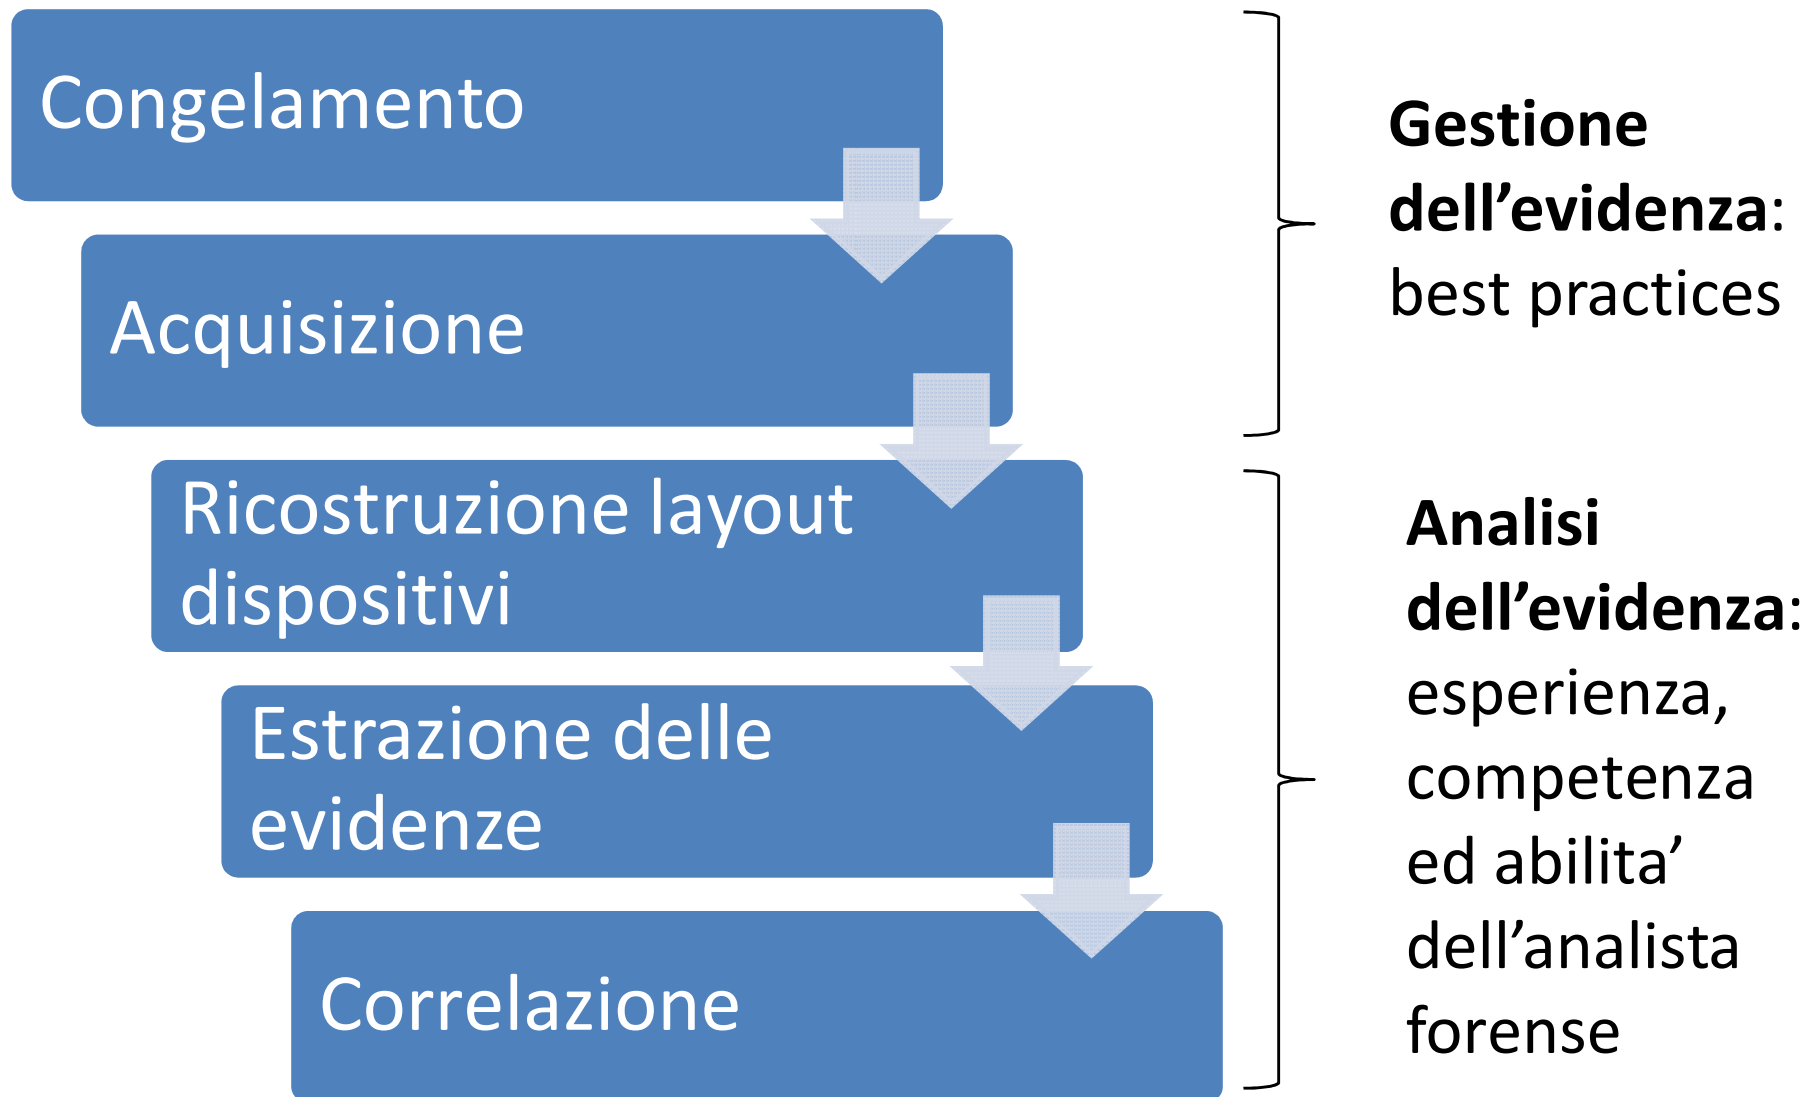 Congelamento
Acquisizione
Ricostruzione layout
dispositivi
Estrazione delle
evidenze
Correlazione
Gestione
dell’evidenza:
best practices
Analisi
dell’evidenza:
esperienza,
competenza
ed abilita’
dell’analista
forense